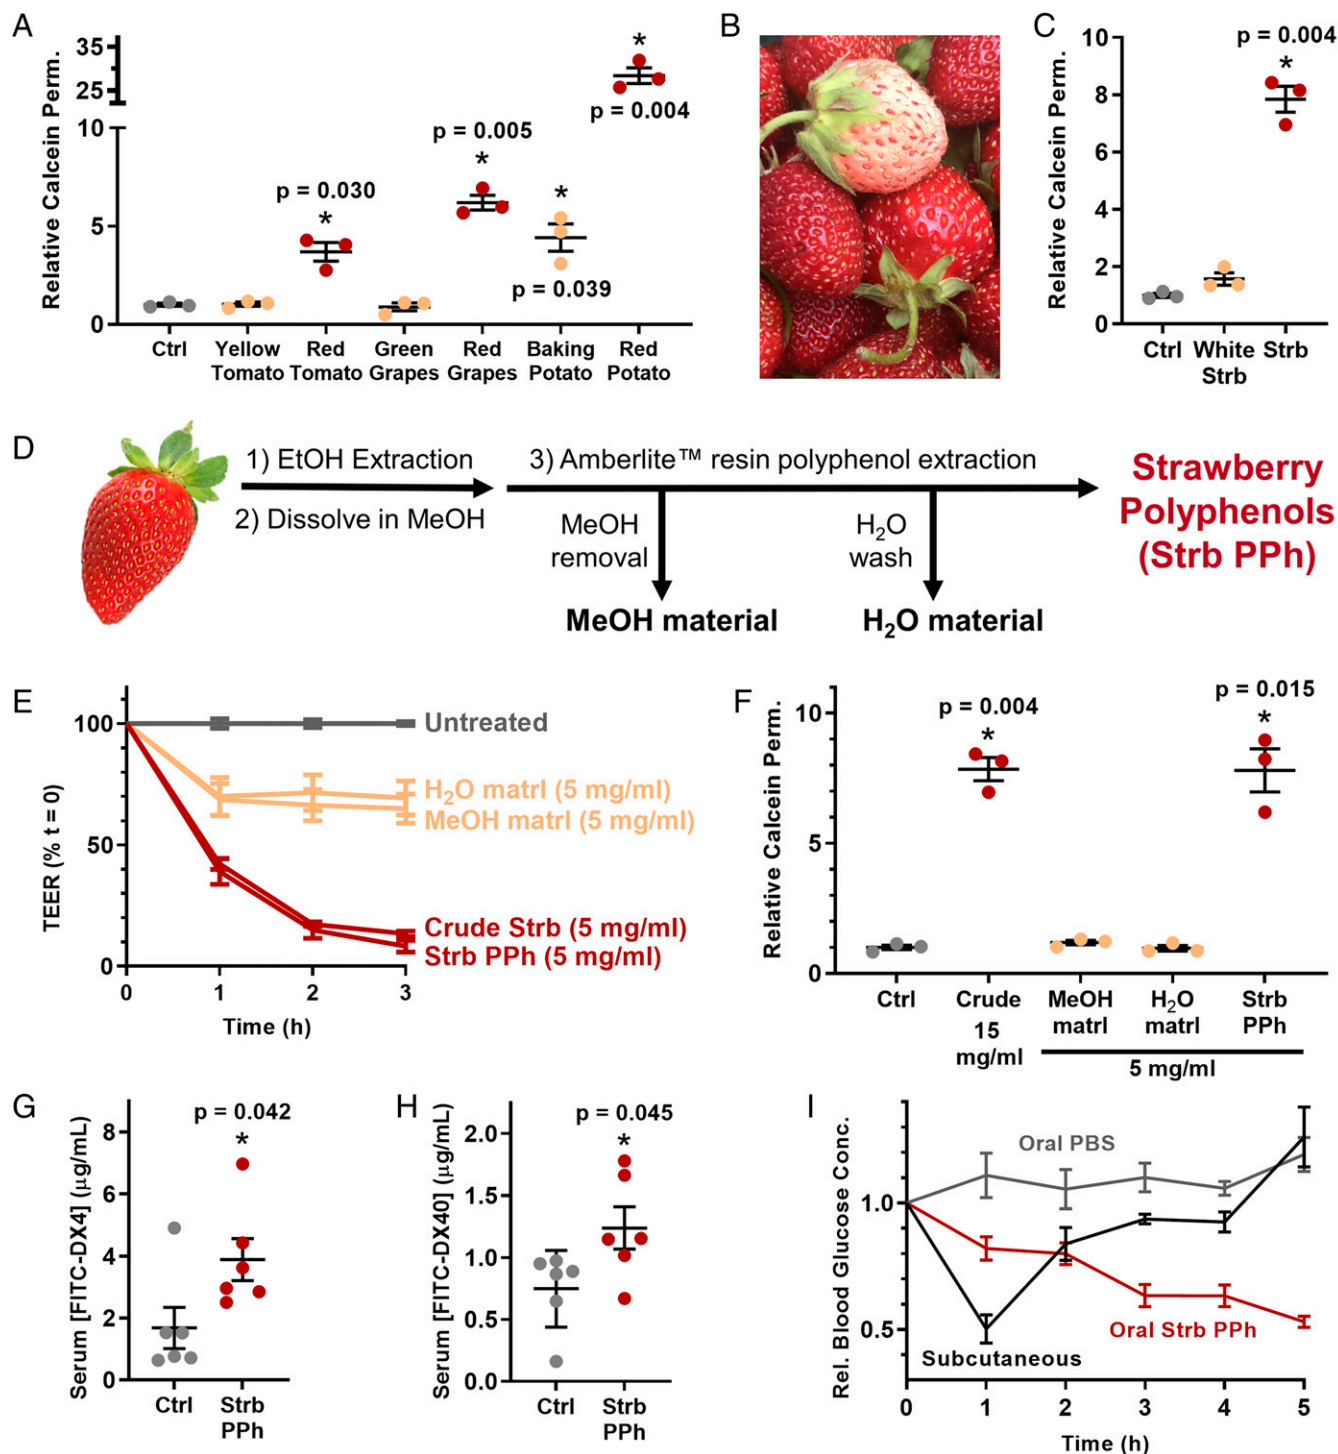 A
Relative Calcein Perm.
35
25
10
5
0
p = 0.030
*
p = 0.005
*
*
p = 0.039
*
p = 0.004
Ctrl
Yellow
Tomato
Red
Tomato
Green
Grapes
Red
Grapes
Baking
Potato
Red
Potato
B
C
Relative Calcein Perm.
10
8
6
4
2
0
p = 0.004
*
Ctrl
White
Strb
Strb
D
1) EtOH Extraction
2) Dissolve in MeOH
3) Amberlite™ resin polyphenol extraction
MeOH
removal
MeOH material
H₂O
wash
H₂O material
Strawberry
Polyphenols
(Strb PPh)
E
TEER (% t = 0)
100
50
0
Untreated
H₂O matrl (5 mg/ml)
MeOH matrl (5 mg/ml)
Crude Strb (5 mg/ml)
Strb PPh (5 mg/ml)
0 1 2 3
Time (h)
F
Relative Calcein Perm.
10
5
0
p = 0.004
*
p = 0.015
*
Ctrl
Crude
15
mg/ml
MeOH
matrl
H₂O
matrl
Strb
PPh
5 mg/ml
G
Serum [FITC-DX4] (μg/mL)
8
6
4
2
0
p = 0.042
*
Ctrl
Strb
PPh
H
Serum [FITC-DX40] (μg/mL)
2.0
1.5
1.0
0.5
0.0
p = 0.045
*
Ctrl
Strb
PPh
I
Rel. Blood Glucose Conc.
1.0
0.5
Oral PBS
Oral Strb PPh
Subcutaneous
0 1 2 3 4 5
Time (h)